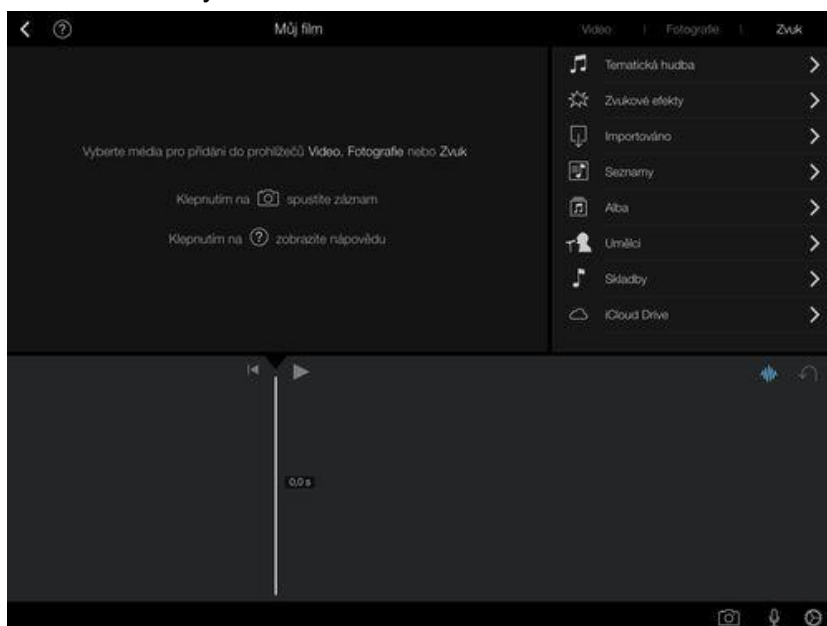 Můj film
Video | Fotografie | Zvuk
Vyberte média pro přidání do prohlížečů Video, Fotografie nebo Zvuk
Klepnutím na spustíte záznam
Klepnutím na ? zobrazíte nápovědu
Tematická hudba
Zvukové efekty
Importováno
Seznamy
Alba
Umělci
Skladby
iCloud Drive
0,0 s